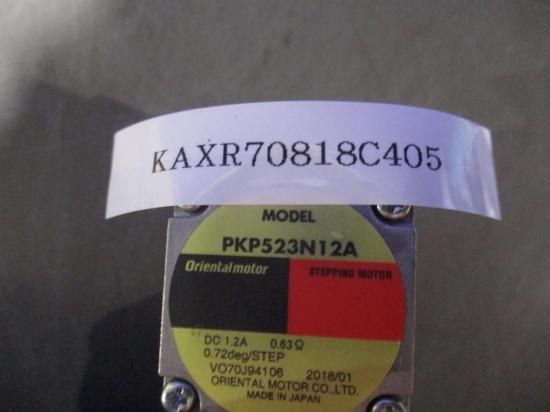 KAXR70818C405
MODEL
PKP523N12A
Orientalmotor STEPPING MOTOR
DC 1.2A 0.63Ω
0.72deg/STEP
VO70J94106 2018/01
ORIENTAL MOTOR CO.,LTD.
MADE IN JAPAN